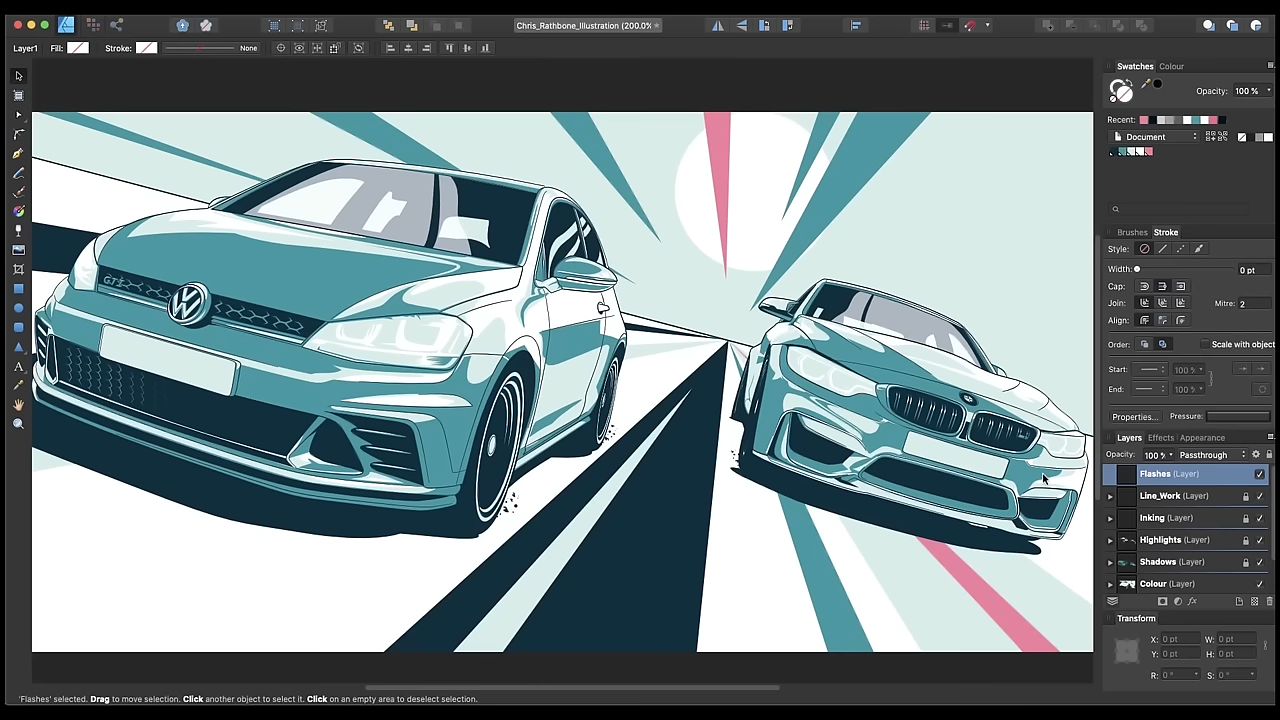 Chris_Rathbone_Illustration (200.0%
Layer1 Fill: Stroke: None
Swatches Colour
Opacity: 100 %
Recent:
Document
Brushes Stroke
Style:
Width: 0 pt
Cap:
Join: Mitre: 2
Align:
Order: Scale with object
Start: 100 %
End: 100 %
Properties... Pressure:
Layers Effects Appearance
Opacity: 100 % Passthrough
Flashes (Layer)
Line_Work (Layer)
Inking (Layer)
Highlights (Layer)
Shadows (Layer)
Colour (Layer)
fx
Transform
X: 0 pt W: 0 pt
Y: 0 pt H: 0 pt
R: 0 ° S: 0 °
GTI
'Flashes' selected. Drag to move selection. Click another object to select it. Click on an empty area to deselect selection.